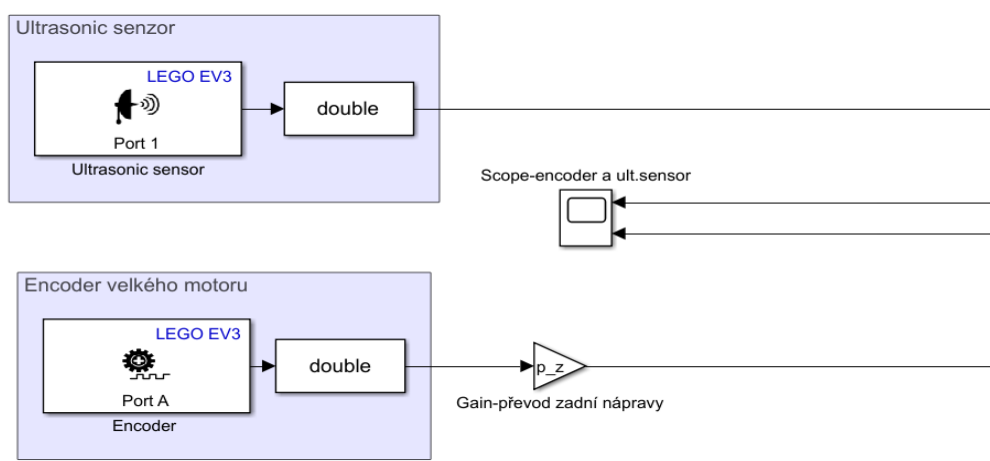 Ultrasonic senzor
LEGO EV3
Port 1
Ultrasonic sensor
double
Scope-encoder a ult.sensor
Encoder velkého motoru
LEGO EV3
Port A
Encoder
double
p_z
Gain-převod zadní nápravy